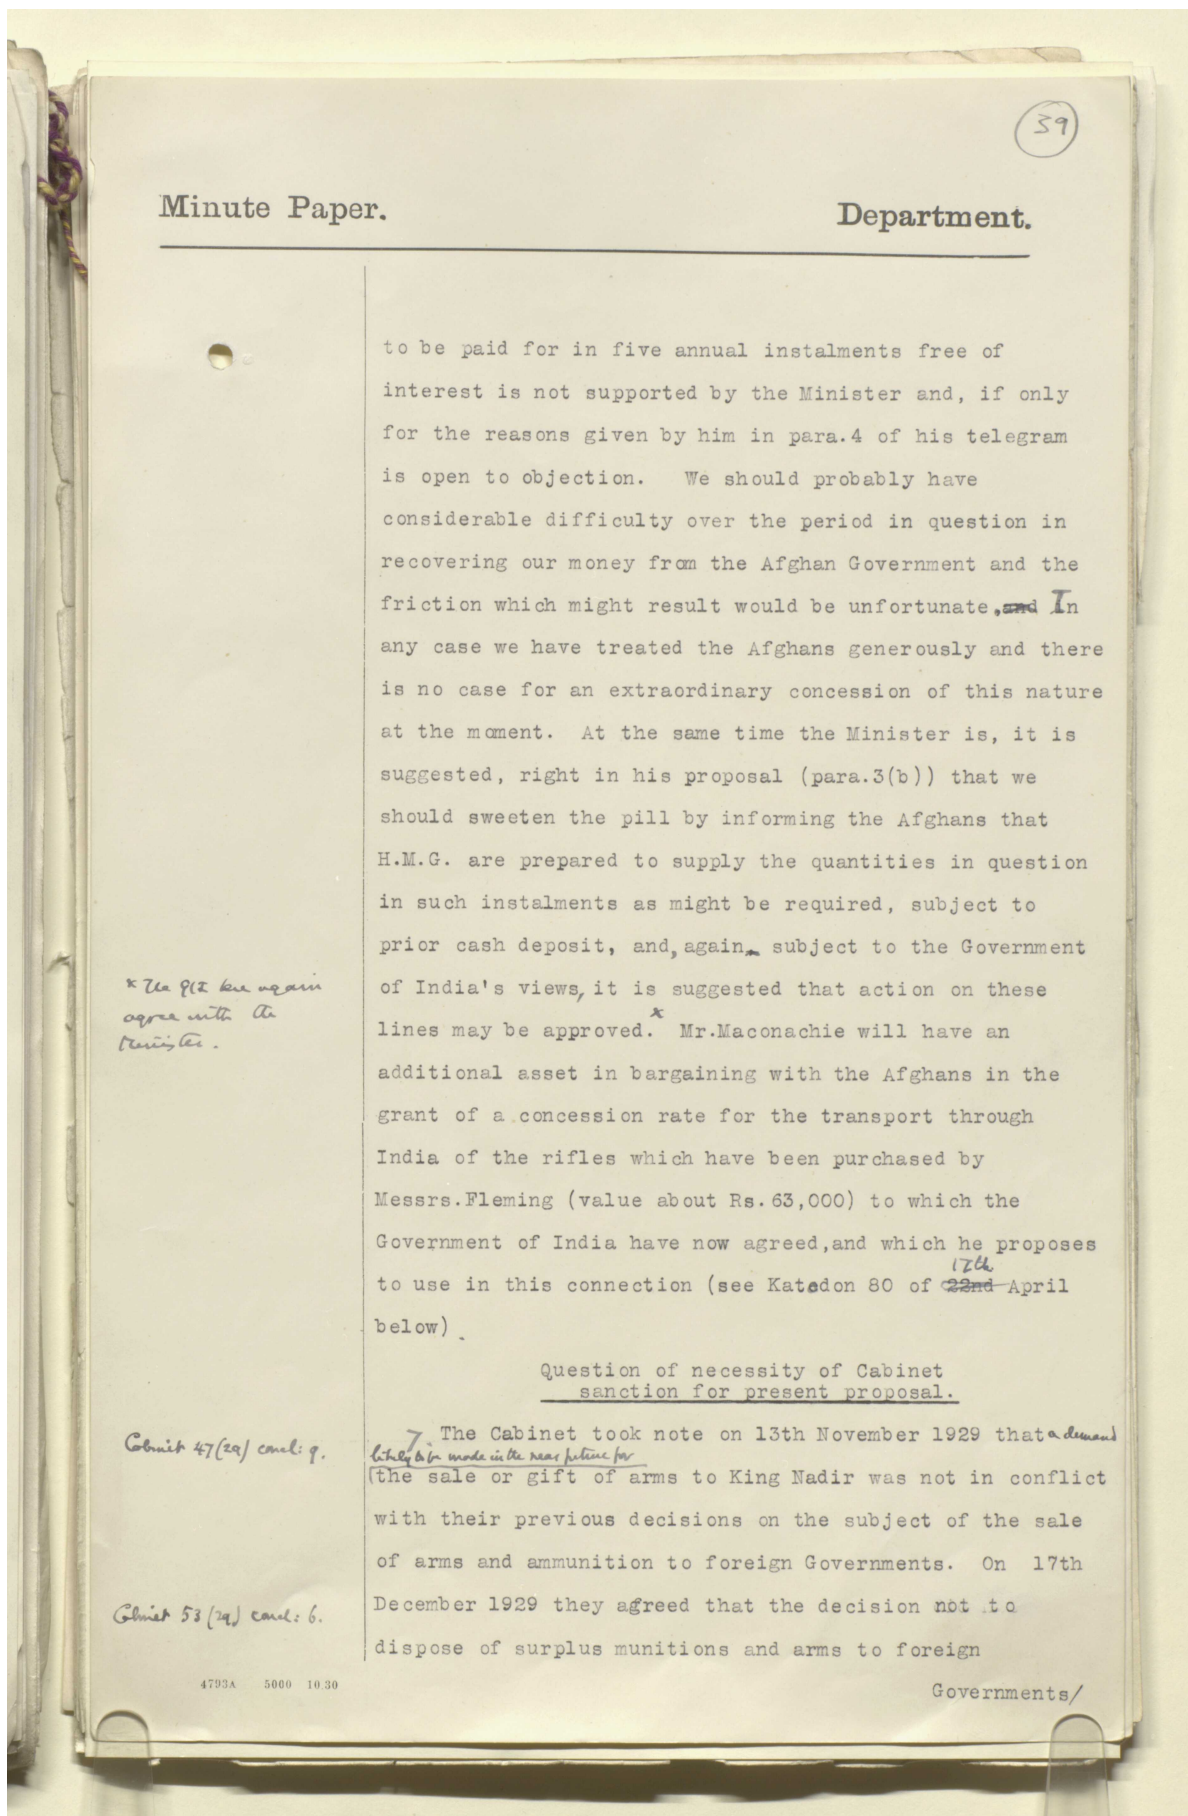 39
Minute Paper.
Department.
to be paid for in five annual instalments free of
interest is not supported by the Minister and, if only
for the reasons given by him in para.4 of his telegram
is open to objection. We should probably have
considerable difficulty over the period in question in
recovering our money from the Afghan Government and the
friction which might result would be unfortunate. and In
any case we have treated the Afghans generously and there
is no case for an extraordinary concession of this nature
at the moment. At the same time the Minister is, it is
suggested, right in his proposal (para.3(b)) that we
should sweeten the pill by informing the Afghans that
H.M.G. are prepared to supply the quantities in question
in such instalments as might be required, subject to
prior cash deposit, and, again, subject to the Government
* The G/I here again
agree with the
Minister.
of India's views, it is suggested that action on these
lines may be approved.* Mr.Maconachie will have an
additional asset in bargaining with the Afghans in the
grant of a concession rate for the transport through
India of the rifles which have been purchased by
Messrs.Fleming (value about Rs.63,000) to which the
Government of India have now agreed,and which he proposes
17th
to use in this connection (see Katodon 80 of 22nd April
below).
Question of necessity of Cabinet
sanction for present proposal.
Cabinet 47(29) concl: 9.
7. The Cabinet took note on 13th November 1929 that a demand
likely to be made in the near future for
(the sale or gift of arms to King Nadir was not in conflict
with their previous decisions on the subject of the sale
of arms and ammunition to foreign Governments. On 17th
Cabinet 53(29) concl: 6.
December 1929 they agreed that the decision not to
dispose of surplus munitions and arms to foreign
4793A 5000 10.30
Governments/